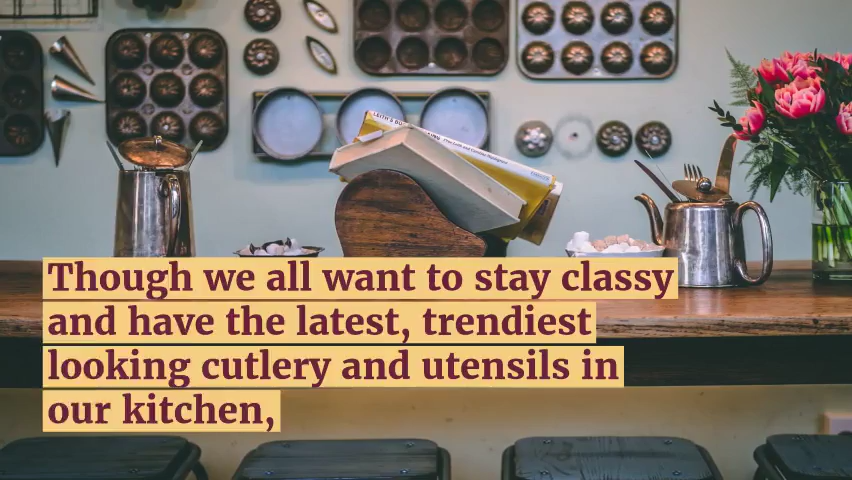 LEITH'S
Though we all want to stay classy
and have the latest, trendiest
looking cutlery and utensils in
our kitchen,